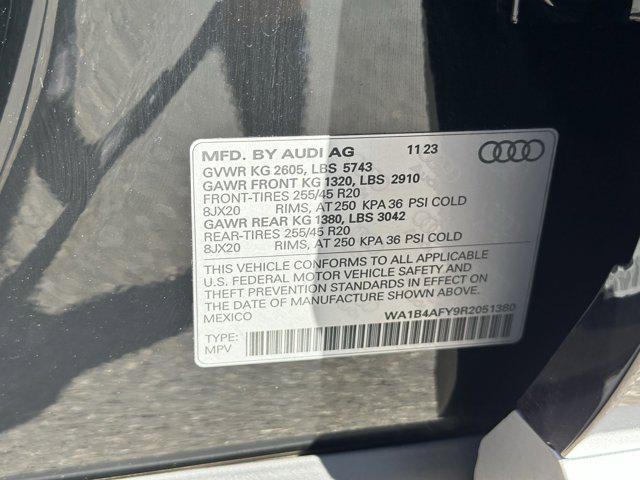 MFD. BY AUDI AG 11 23
GVWR KG 2605, LBS 5743
GAWR FRONT KG 1320, LBS 2910
FRONT-TIRES 255/45 R20
8JX20 RIMS, AT 250 KPA 36 PSI COLD
GAWR REAR KG 1380, LBS 3042
REAR-TIRES 255/45 R20
8JX20 RIMS, AT 250 KPA 36 PSI COLD
THIS VEHICLE CONFORMS TO ALL APPLICABLE
U.S. FEDERAL MOTOR VEHICLE SAFETY AND
THEFT PREVENTION STANDARDS IN EFFECT ON
THE DATE OF MANUFACTURE SHOWN ABOVE.
MEXICO WA1B4AFY9R2051380
TYPE:
MPV